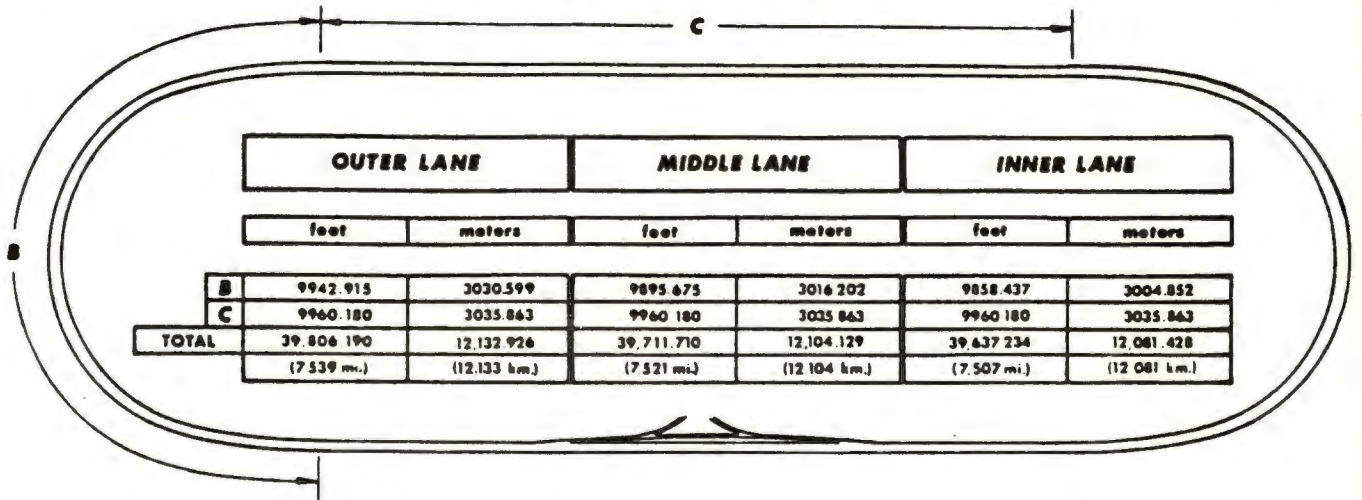 C
OUTER LANE MIDDLE LANE INNER LANE
feet meters feet meters feet meters
B
B 9942.915 3030.599 9895.675 3016.202 9858.437 3004.852
C 9960.180 3035.863 9960 180 3035 863 9960 180 3035.863
TOTAL 39,806 190 12,132.926 39,711.710 12,104.129 39,637 234 12,081.428
(7 539 mi.) (12.133 km.) (7.521 mi.) (12.104 km.) (7.507 mi.) (12 081 km.)